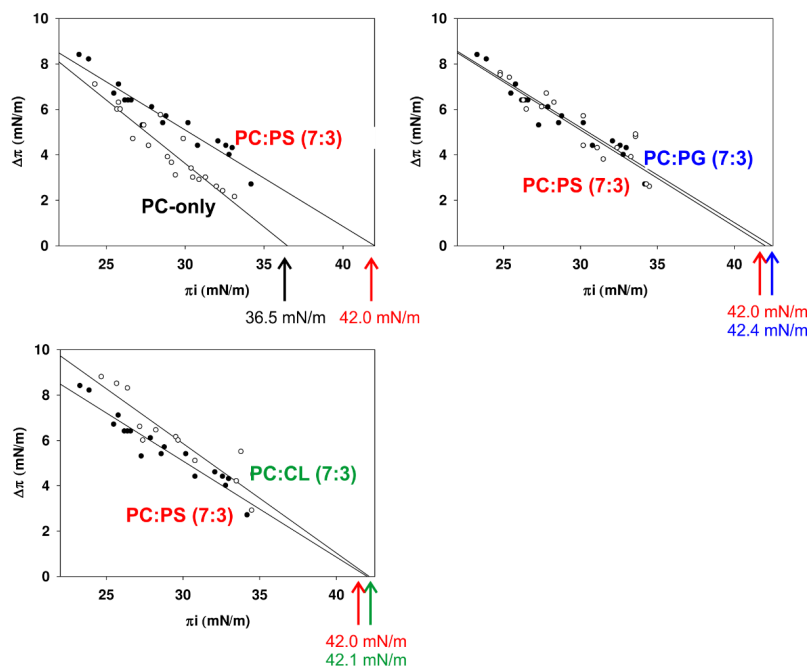 10
8
6
4
2
0
Δπ (mN/m)
PC:PS (7:3)
PC-only
25 30 35 40
πi (mN/m)
36.5 mN/m 42.0 mN/m
10
8
6
4
2
0
Δπ (mN/m)
PC:PG (7:3)
PC:PS (7:3)
25 30 35 40
πi (mN/m)
42.0 mN/m
42.4 mN/m
10
8
6
4
2
0
Δπ (mN/m)
PC:CL (7:3)
PC:PS (7:3)
25 30 35 40
πi (mN/m)
42.0 mN/m
42.1 mN/m